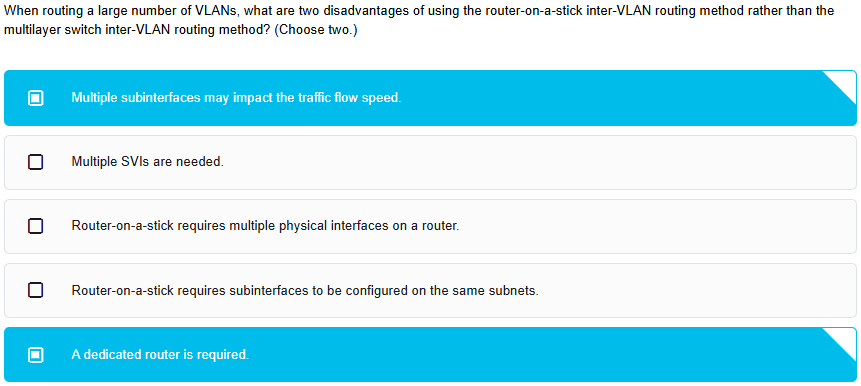 When routing a large number of VLANs, what are two disadvantages of using the router-on-a-stick inter-VLAN routing method rather than the
multilayer switch inter-VLAN routing method? (Choose two.)
Multiple subinterfaces may impact the traffic flow speed.
Multiple SVIs are needed.
Router-on-a-stick requires multiple physical interfaces on a router.
Router-on-a-stick requires subinterfaces to be configured on the same subnets.
A dedicated router is required.